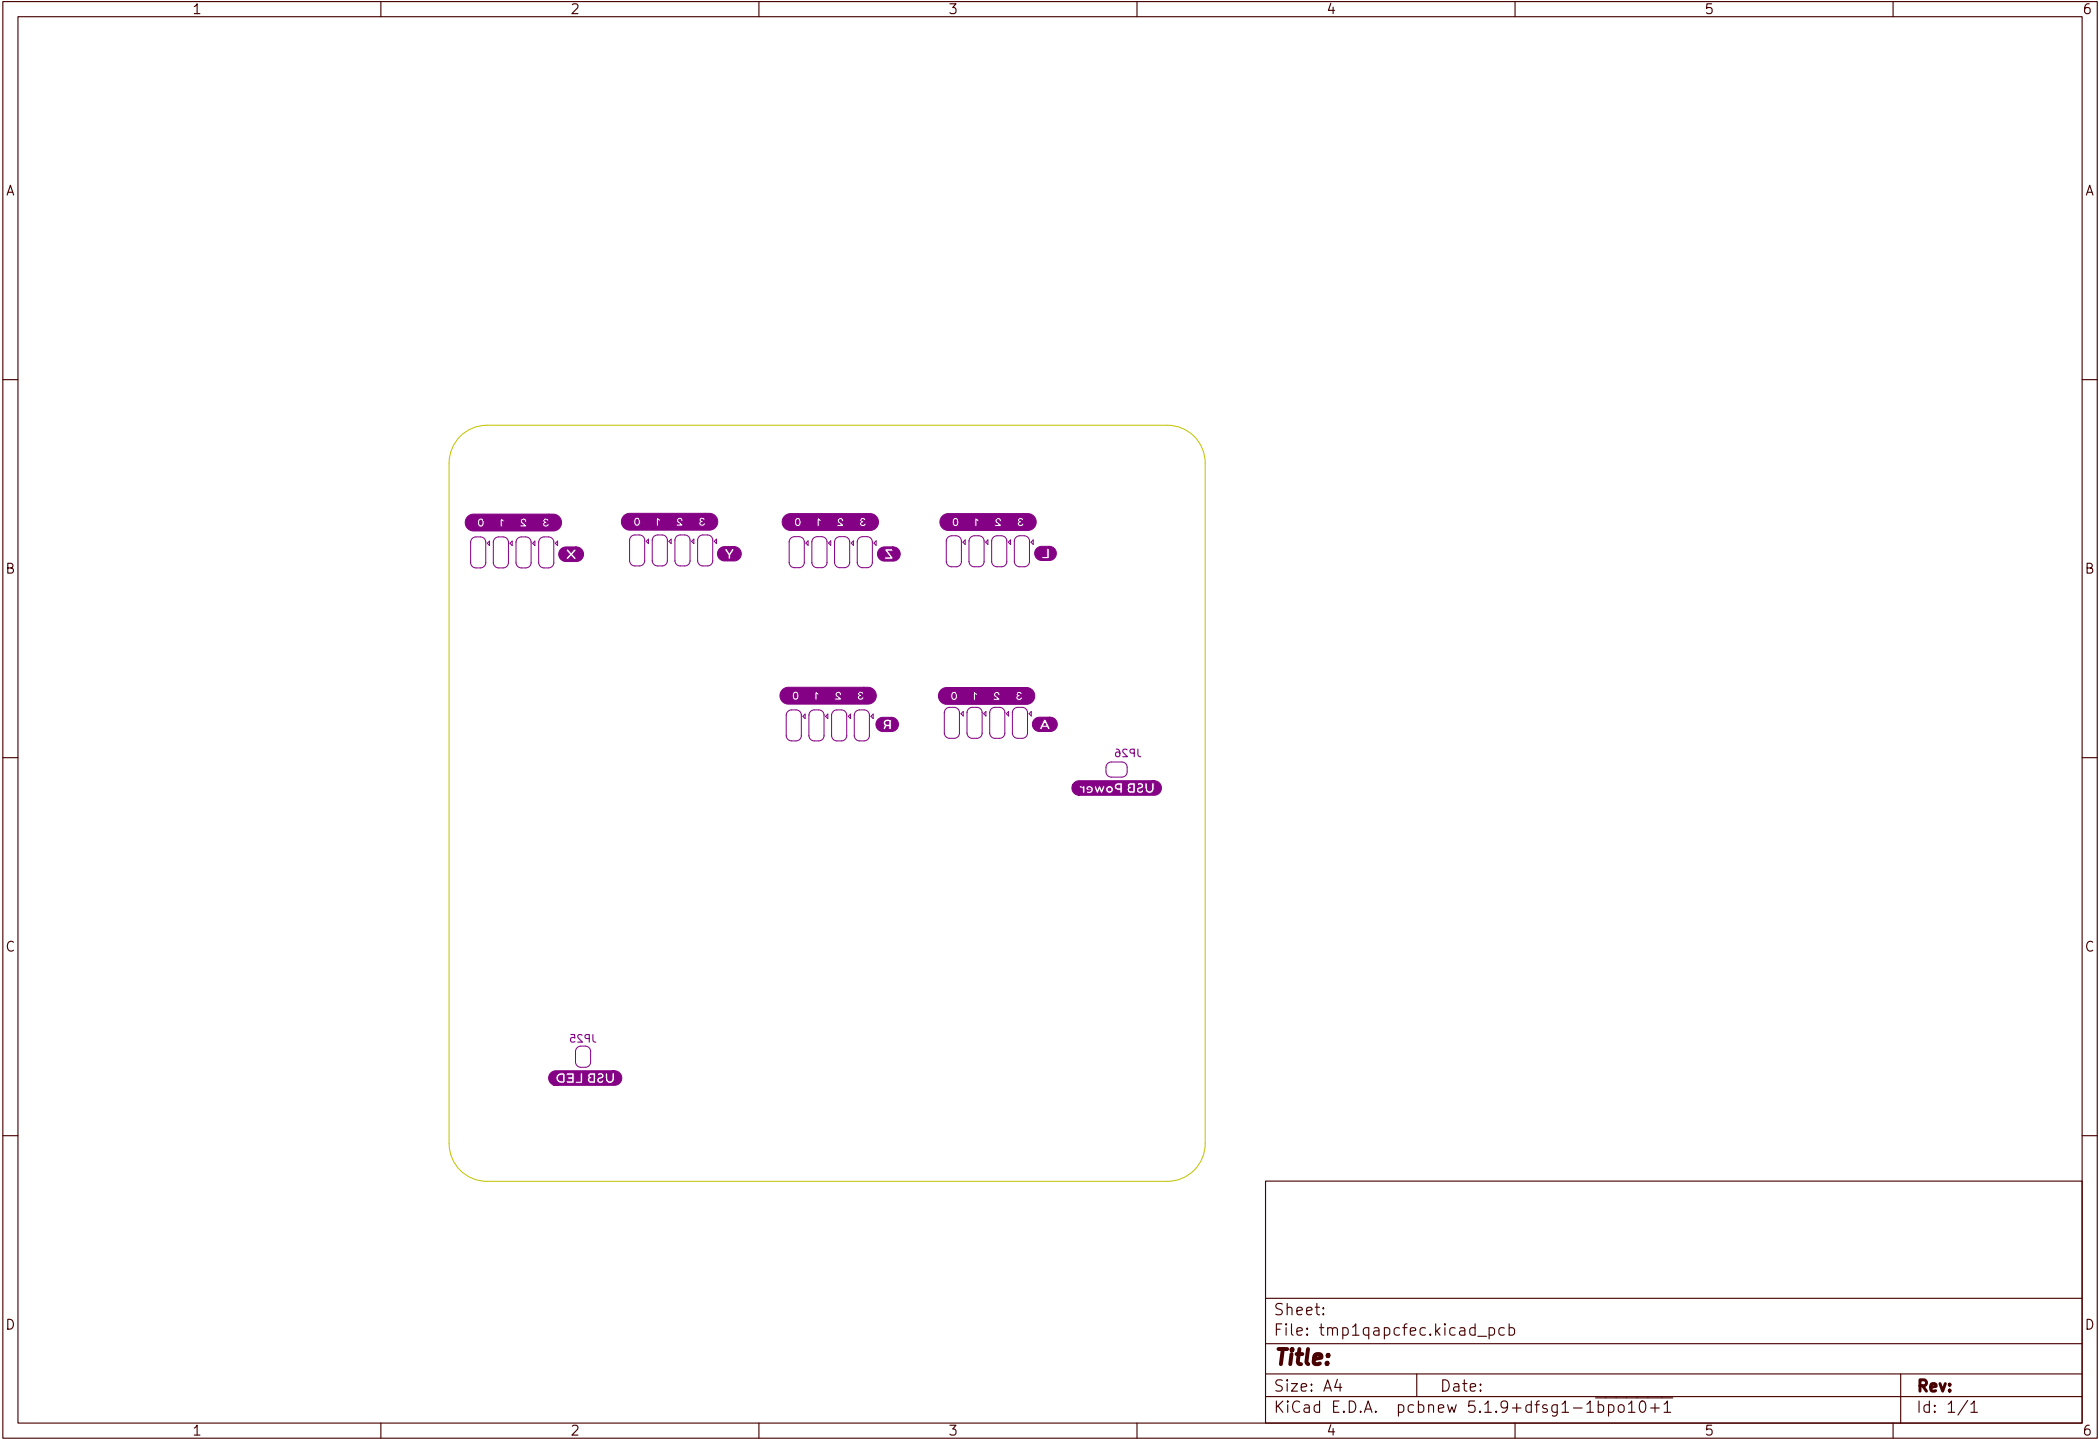 1 2 3 4 5 6
A A
0 1 2 3 0 1 2 3 0 1 2 3 0 1 2 3
X Y Z L
B B
0 1 2 3 0 1 2 3
R A
JP26
USB Power
C C
JP25
USB LED
Sheet:
File: tmp1qapcfec.kicad_pcb
D D
Title:
Size: A4 Date: Rev:
KiCad E.D.A. pcbnew 5.1.9+dfsg1-1bpo10+1 Id: 1/1
1 2 3 4 5 6